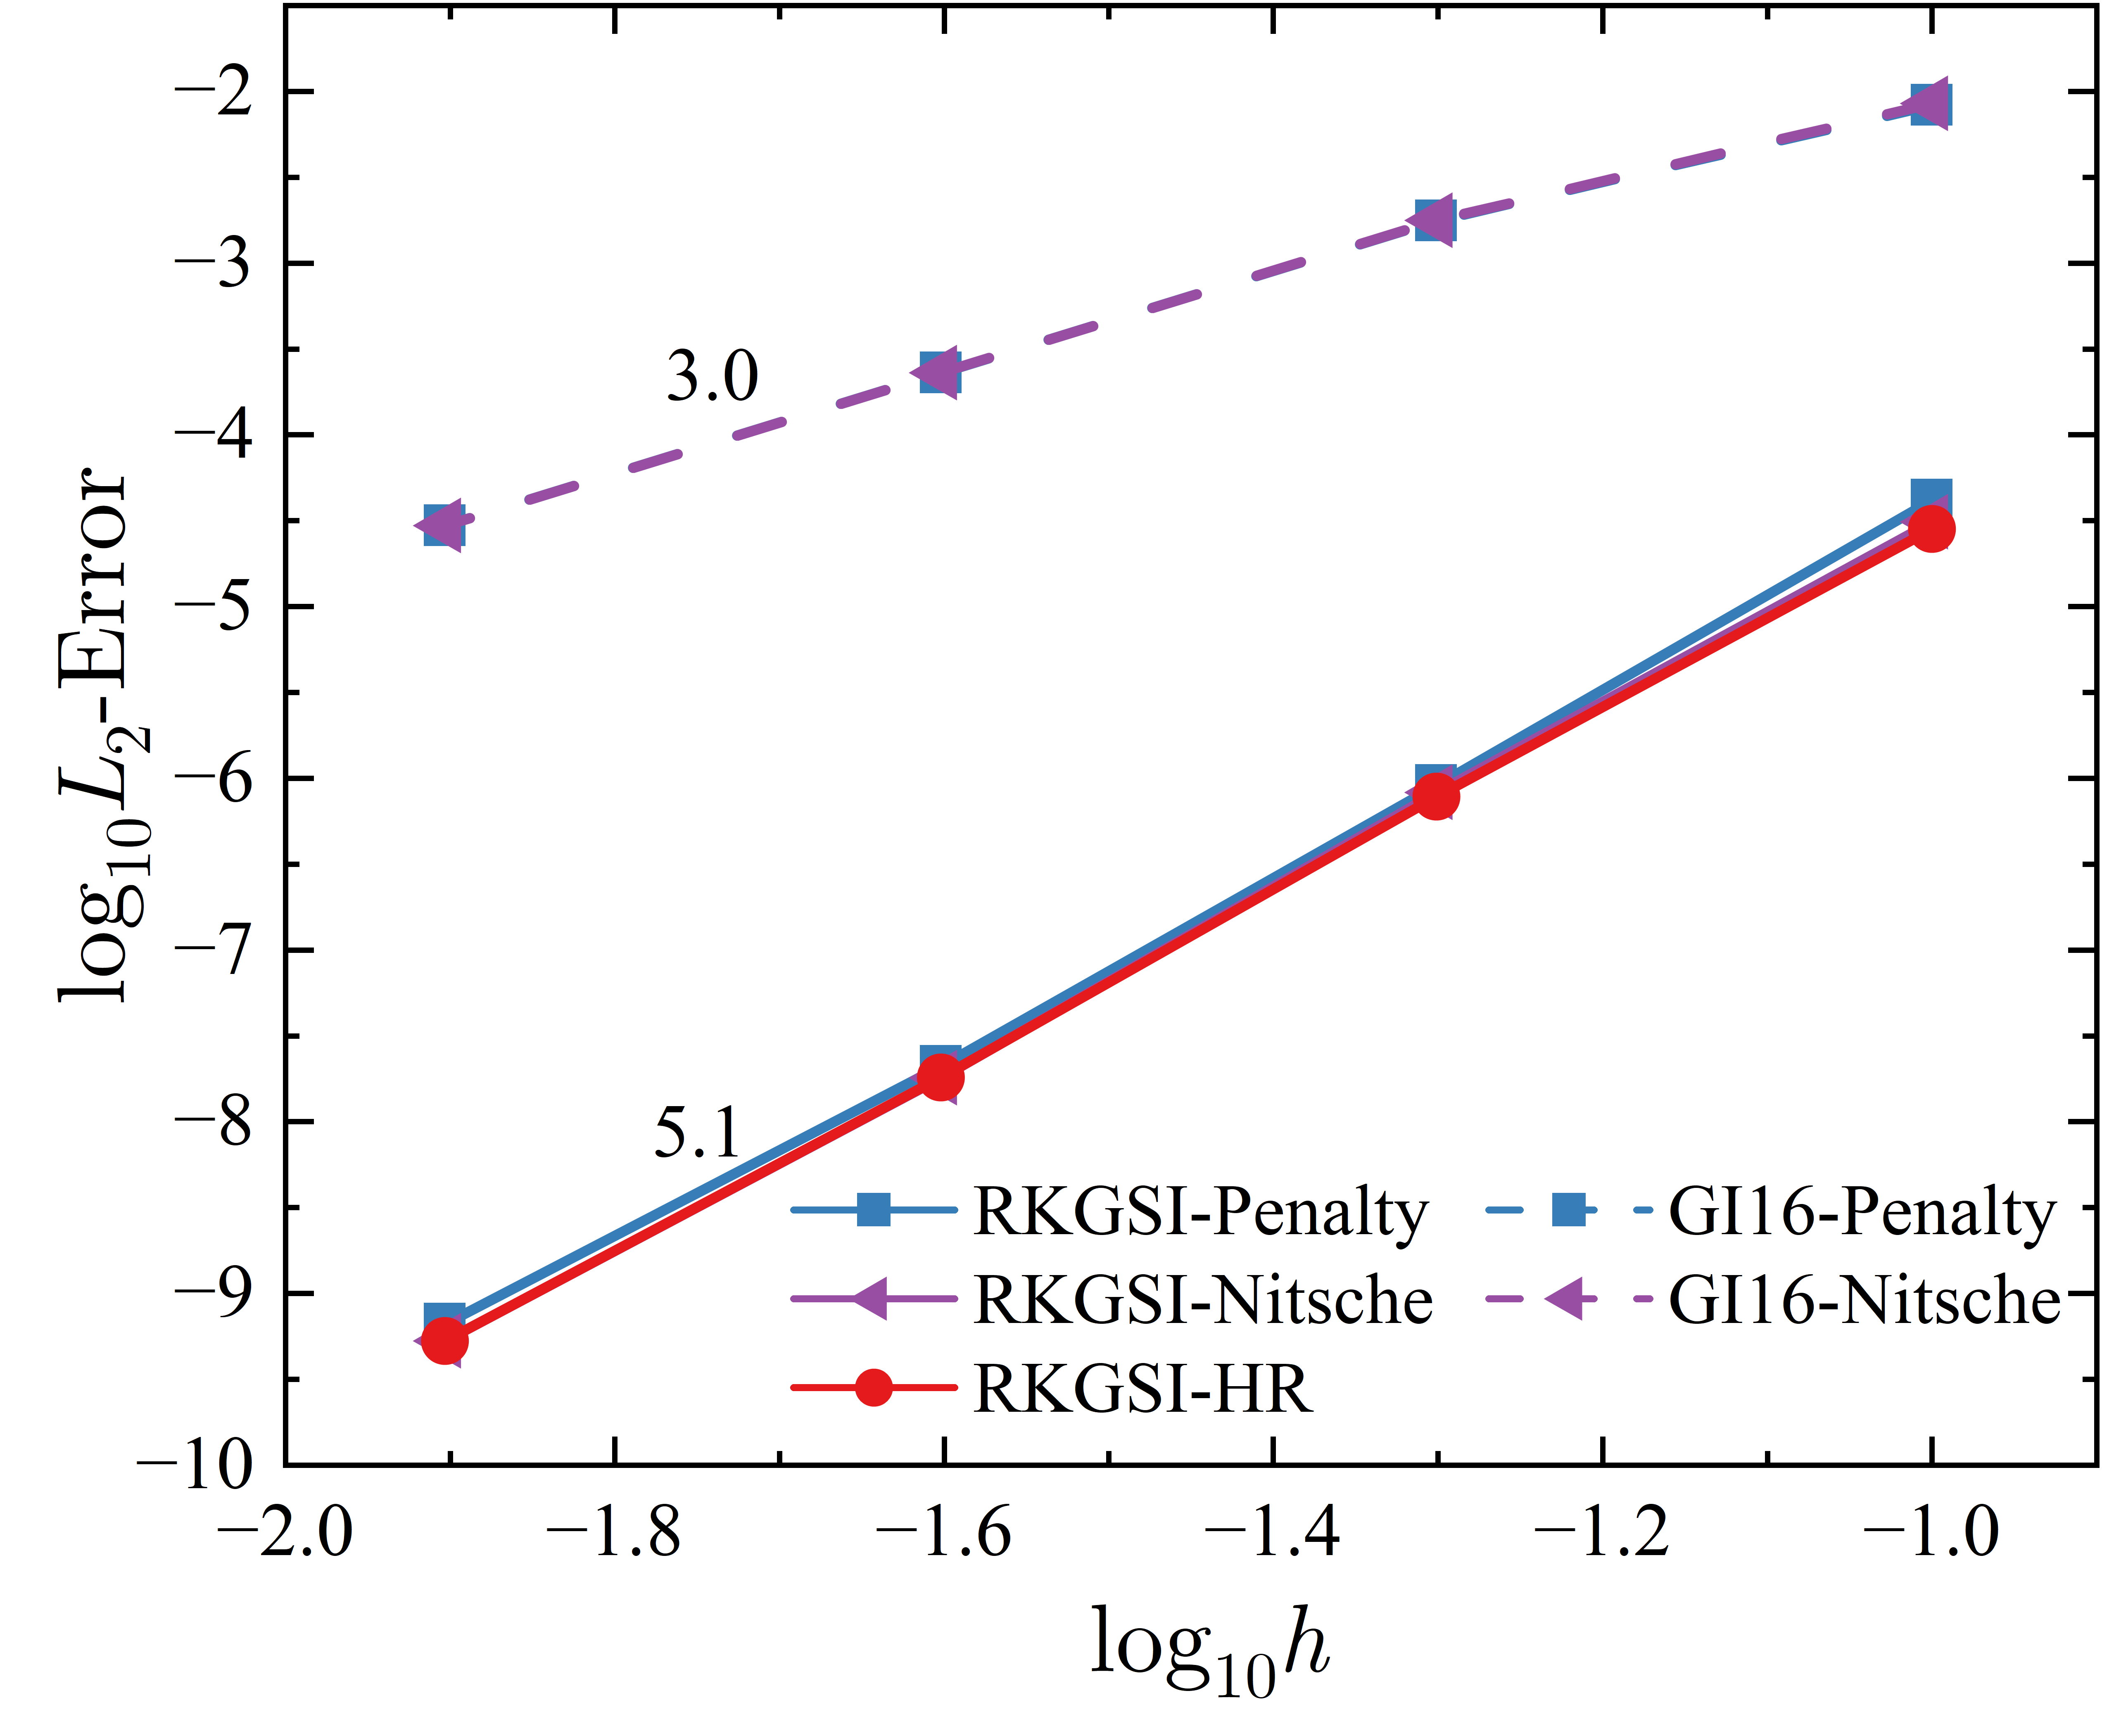 −2
−3
−4
−5
−6
−7
−8
−9
−10
log₁₀L₂-Error
3.0
5.1
RKGSI-Penalty
RKGSI-Nitsche
RKGSI-HR
GI16-Penalty
GI16-Nitsche
−2.0 −1.8 −1.6 −1.4 −1.2 −1.0
log₁₀h